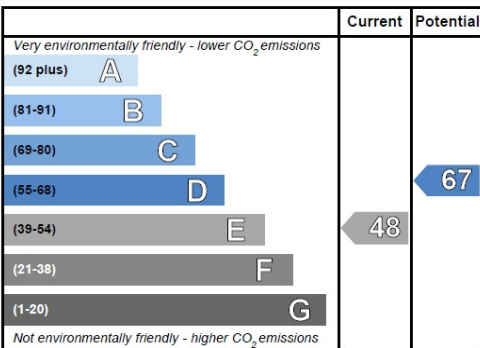 Current Potential
Very environmentally friendly - lower CO2 emissions
(92 plus) A
(81-91) B
(69-80) C
(55-68) D
67
(39-54) E
48
(21-38) F
(1-20) G
Not environmentally friendly - higher CO2 emissions